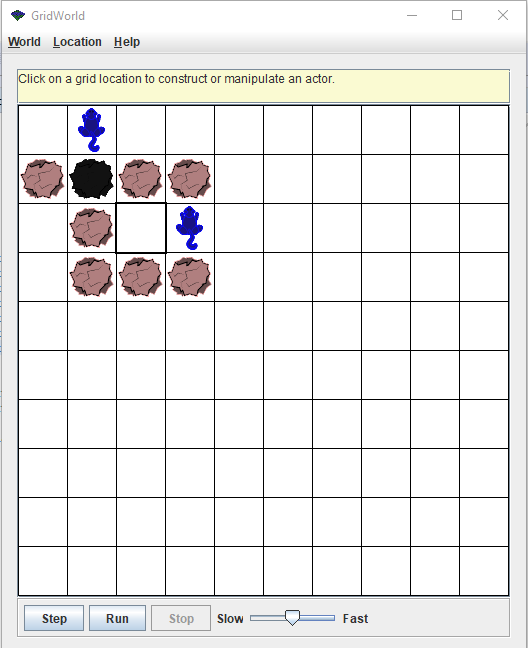 GridWorld
World Location Help
Click on a grid location to construct or manipulate an actor.
Step Run Stop Slow Fast